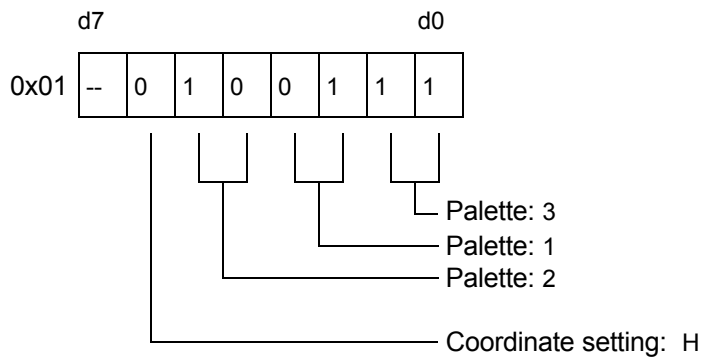 d7 d0
0x01 -- 0 1 0 0 1 1 1
Palette: 3
Palette: 1
Palette: 2
Coordinate setting: H